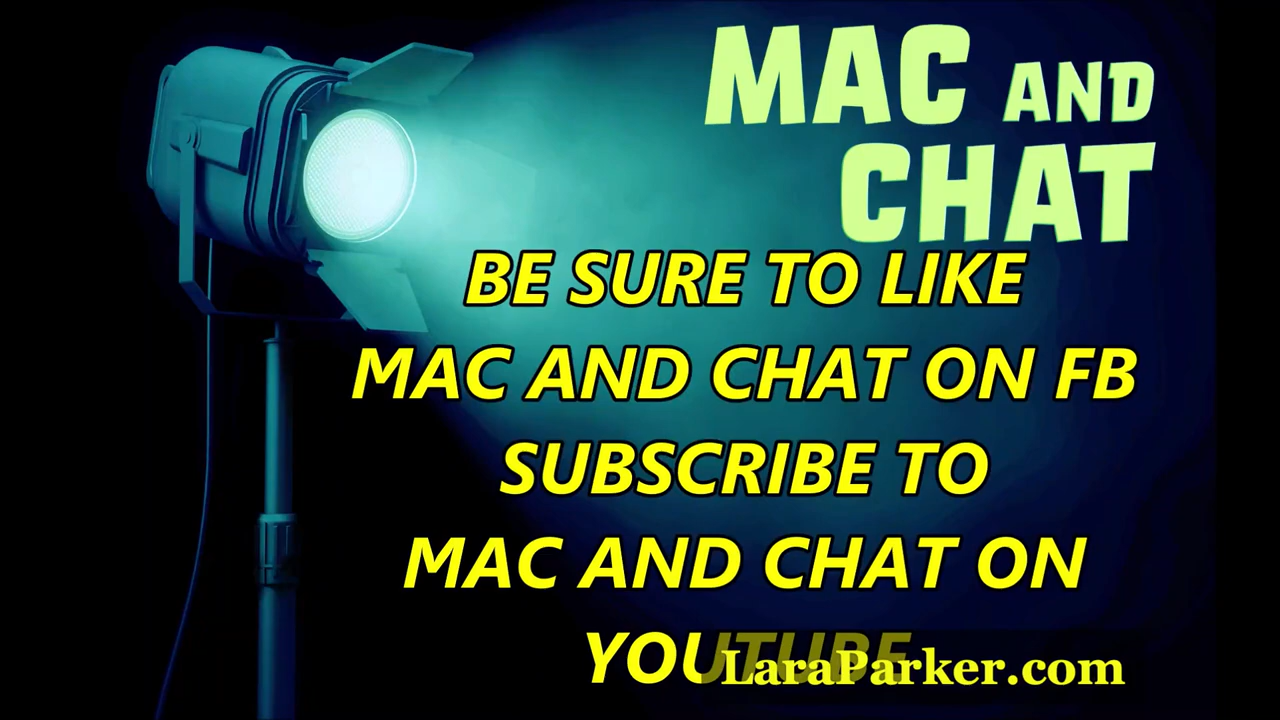 MAC AND
CHAT
BE SURE TO LIKE
MAC AND CHAT ON FB
SUBSCRIBE TO
MAC AND CHAT ON
YOUTUBE
LaraParker.com